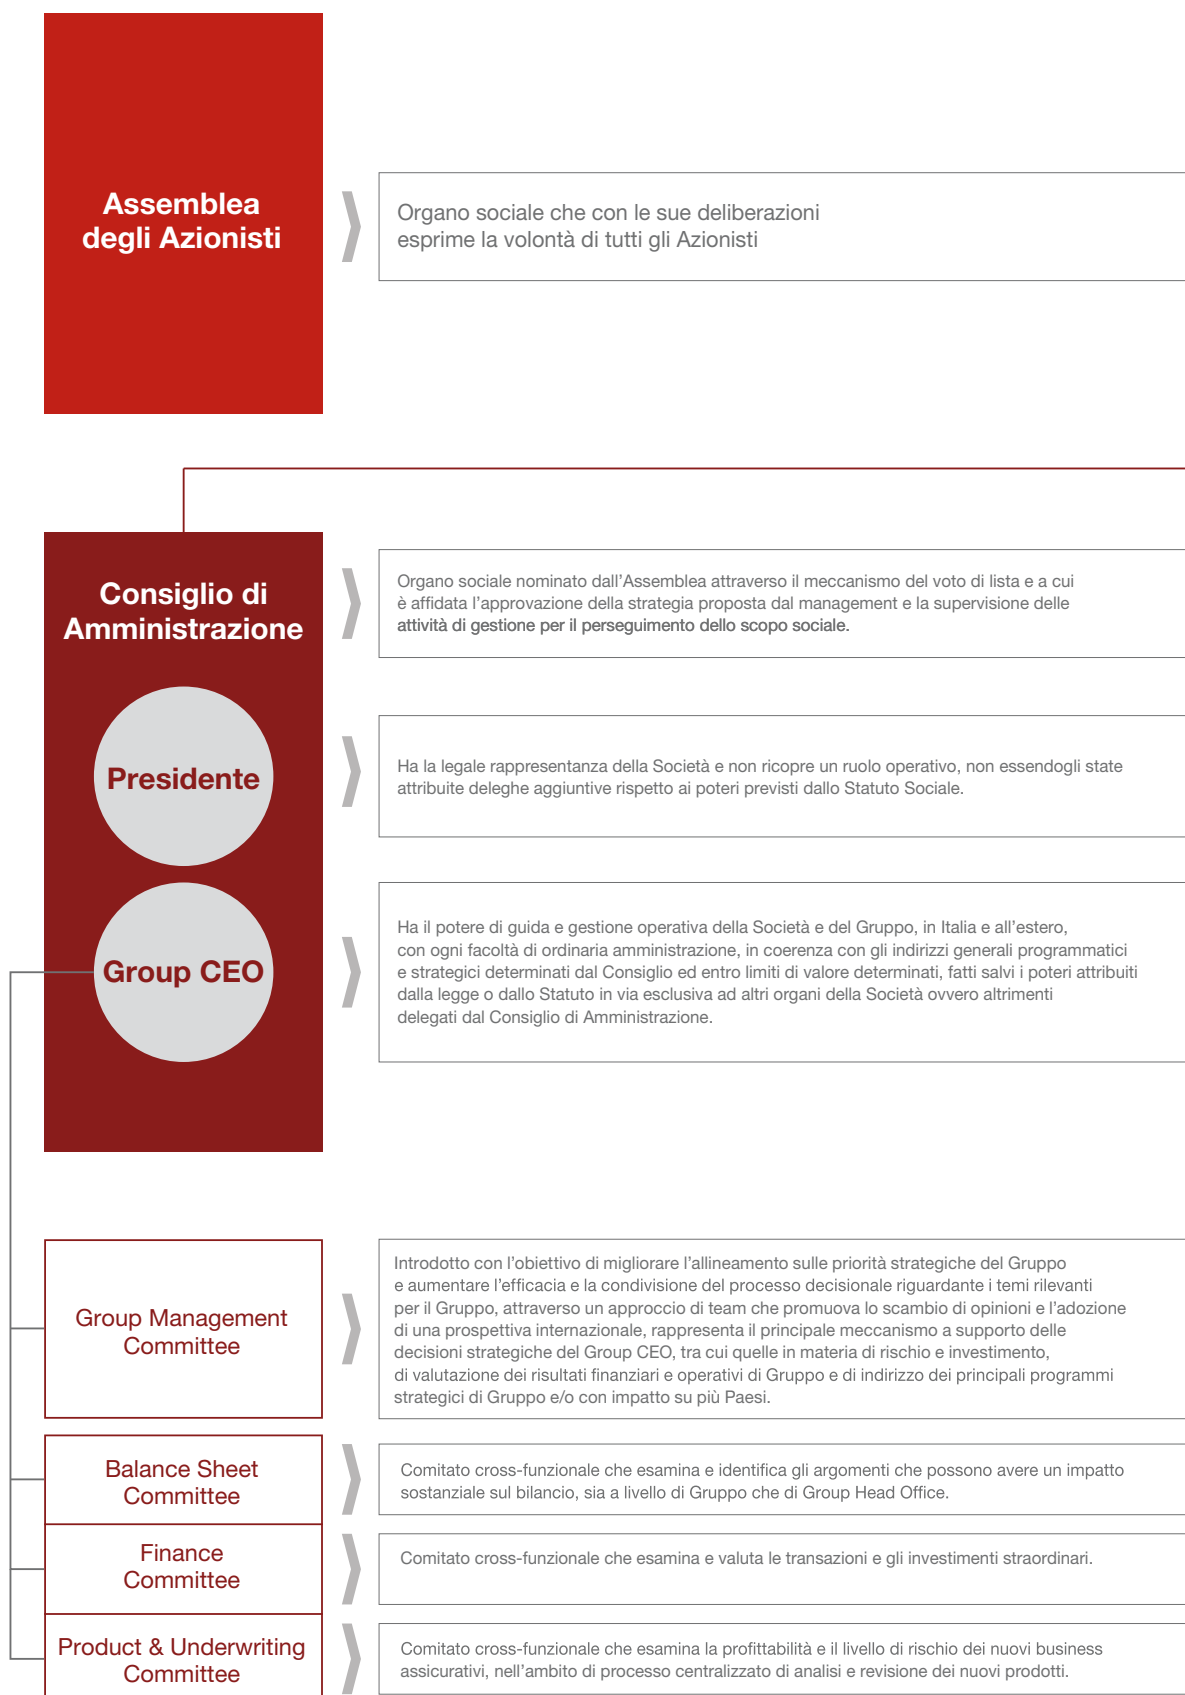 Assemblea
degli Azionisti
Organo sociale che con le sue deliberazioni
esprime la volontà di tutti gli Azionisti
Consiglio di
Amministrazione
Organo sociale nominato dall’Assemblea attraverso il meccanismo del voto di lista e a cui
è affidata l’approvazione della strategia proposta dal management e la supervisione delle
attività di gestione per il perseguimento dello scopo sociale.
Presidente
Ha la legale rappresentanza della Società e non ricopre un ruolo operativo, non essendogli state
attribuite deleghe aggiuntive rispetto ai poteri previsti dallo Statuto Sociale.
Group CEO
Ha il potere di guida e gestione operativa della Società e del Gruppo, in Italia e all’estero,
con ogni facoltà di ordinaria amministrazione, in coerenza con gli indirizzi generali programmatici
e strategici determinati dal Consiglio ed entro limiti di valore determinati, fatti salvi i poteri attribuiti
dalla legge o dallo Statuto in via esclusiva ad altri organi della Società ovvero altrimenti
delegati dal Consiglio di Amministrazione.
Group Management
Committee
Introdotto con l’obiettivo di migliorare l’allineamento sulle priorità strategiche del Gruppo
e aumentare l’efficacia e la condivisione del processo decisionale riguardante i temi rilevanti
per il Gruppo, attraverso un approccio di team che promuova lo scambio di opinioni e l’adozione
di una prospettiva internazionale, rappresenta il principale meccanismo a supporto delle
decisioni strategiche del Group CEO, tra cui quelle in materia di rischio e investimento,
di valutazione dei risultati finanziari e operativi di Gruppo e di indirizzo dei principali programmi
strategici di Gruppo e/o con impatto su più Paesi.
Balance Sheet
Committee
Comitato cross-funzionale che esamina e identifica gli argomenti che possono avere un impatto
sostanziale sul bilancio, sia a livello di Gruppo che di Group Head Office.
Finance
Committee
Comitato cross-funzionale che esamina e valuta le transazioni e gli investimenti straordinari.
Product & Underwriting
Committee
Comitato cross-funzionale che esamina la profittabilità e il livello di rischio dei nuovi business
assicurativi, nell’ambito di processo centralizzato di analisi e revisione dei nuovi prodotti.